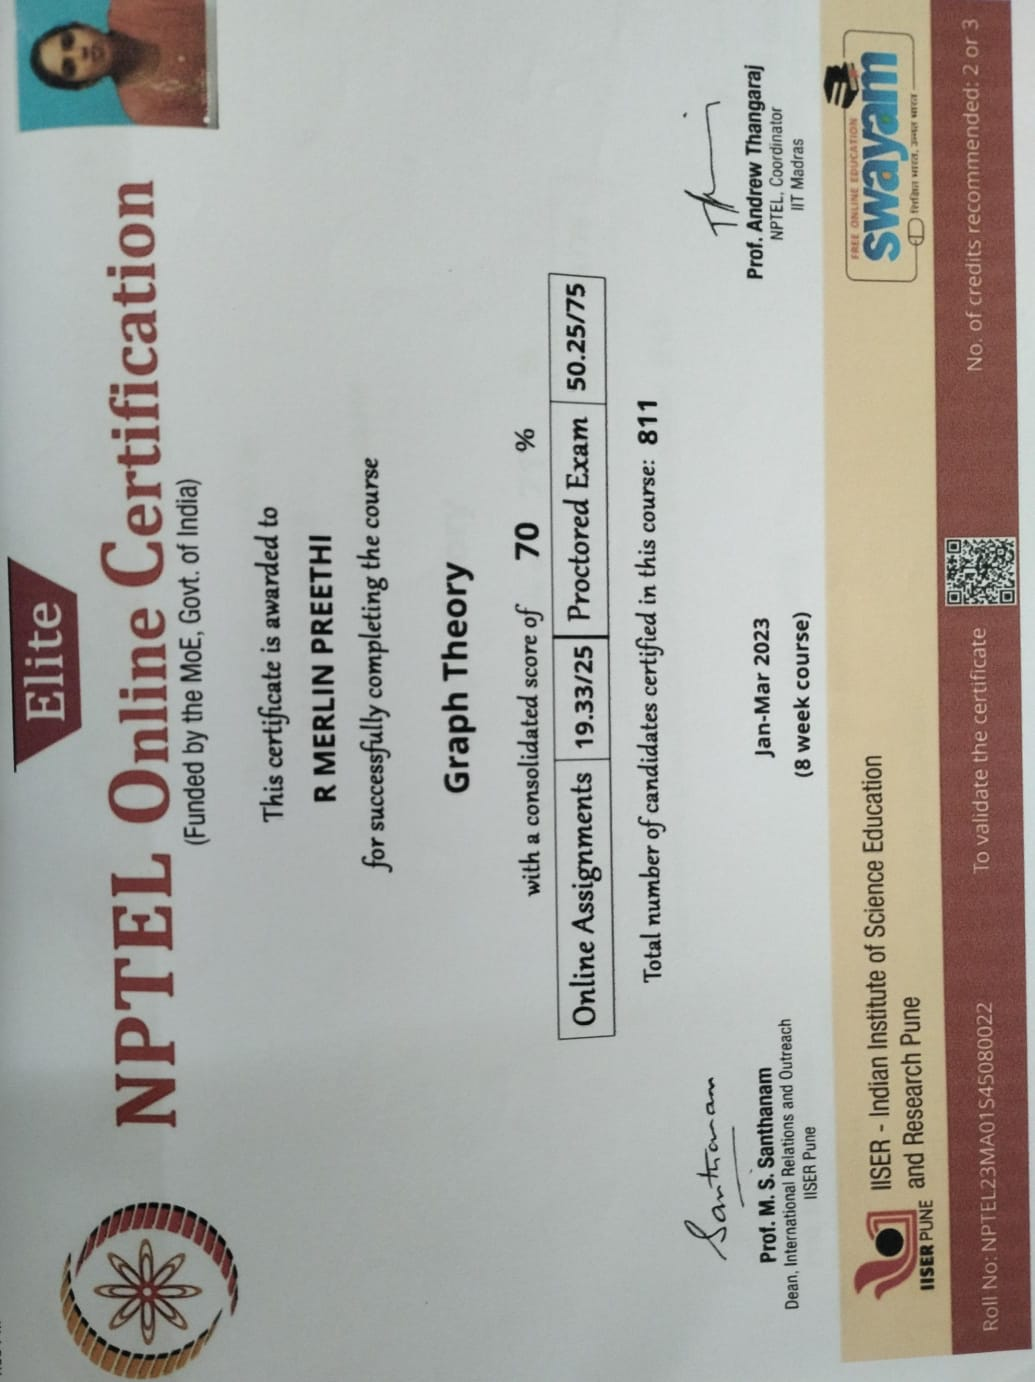 Elite
NPTEL Online Certification
(Funded by the MoE, Govt. of India)
This certificate is awarded to
R MERLIN PREETHI
for successfully completing the course
Graph Theory
with a consolidated score of 70 %
Online Assignments 19.33/25 Proctored Exam 50.25/75
Total number of candidates certified in this course: 811
Santhanam
Prof. M. S. Santhanam
Dean, International Relations and Outreach
IISER Pune
Jan-Mar 2023
(8 week course)
Prof. Andrew Thangaraj
NPTEL, Coordinator
IIT Madras
IISER PUNE
IISER - Indian Institute of Science Education
and Research Pune
FREE ONLINE EDUCATION
swayam
शिक्षित भारत, उन्नत भारत
Roll No: NPTEL23MA01S45080022
To validate the certificate
No. of credits recommended: 2 or 3